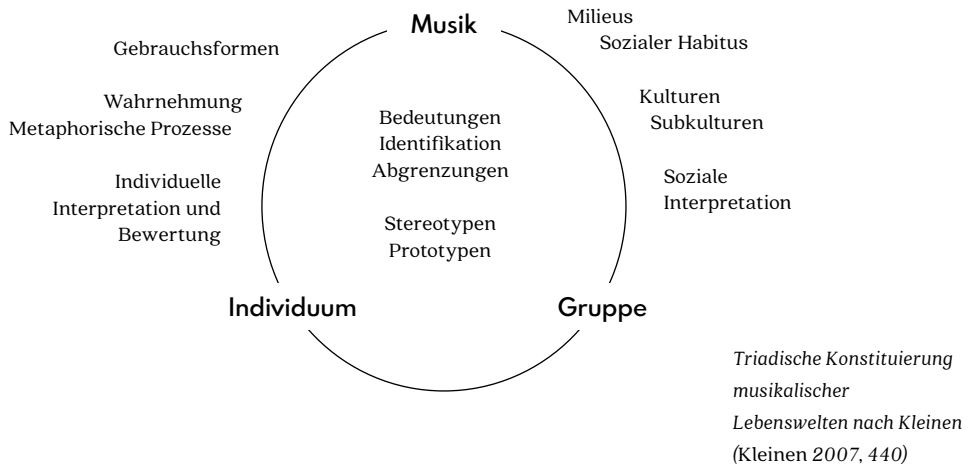 Musik
Milieus
Sozialer Habitus
Gebrauchsformen
Wahrnehmung
Metaphorische Prozesse
Kulturen
Subkulturen
Bedeutungen
Identifikation
Abgrenzungen
Individuelle
Interpretation und
Bewertung
Soziale
Interpretation
Stereotypen
Prototypen
Individuum
Gruppe
Triadische Konstituierung
musikalischer
Lebenswelten nach Kleinen
(Kleinen 2007, 440)